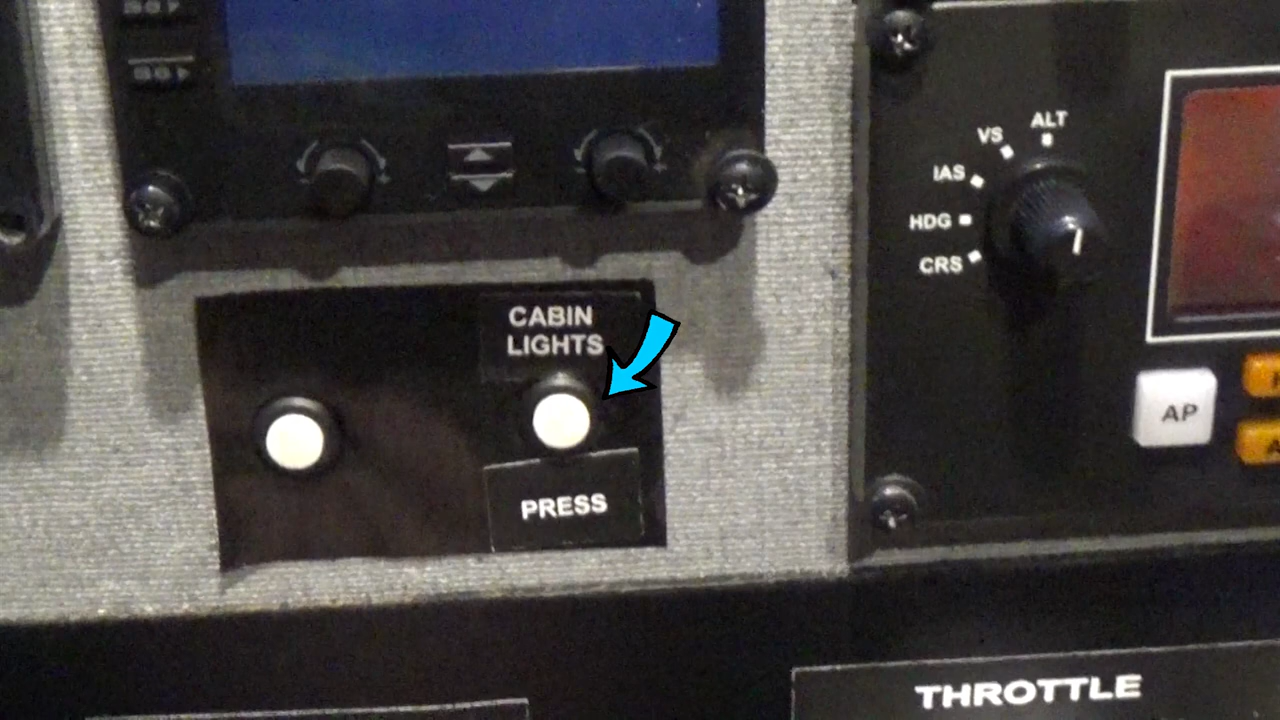 ALT
VS
IAS
HDG
CRS
CABIN
LIGHTS
PRESS
AP
THROTTLE